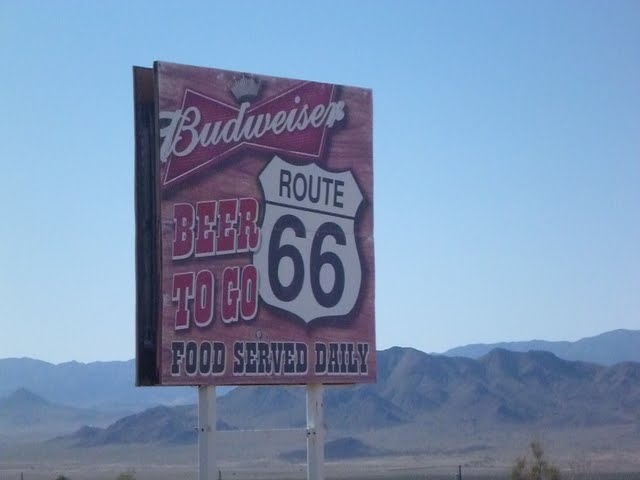 Budweiser
ROUTE
66
BEER
TO GO
FOOD SERVED DAILY